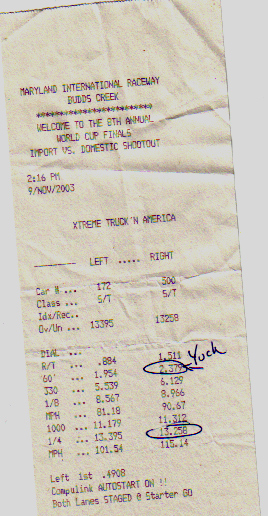 MARYLAND INTERNATIONAL RACEWAY
BUDDS CREEK
************************
WELCOME TO THE 8TH ANNUAL
WORLD CUP FINALS
IMPORT VS. DOMESTIC SHOOTOUT
2:16 PM
9/NOV/2003
XTREME TRUCK'N AMERICA
-------- LEFT ..... RIGHT
Car # ... 172 500
Class ... S/T S/T
Idx/Rec..
Ov/Un ... 13395 13258
DIAL ...
R/T ... .884 1.511 Yuck
60' ... 1.954 2.379
330 ... 5.539 6.129
1/8 ... 8.567 8.966
MPH ... 81.18 90.67
1000 ... 11.179 11.312
1/4 ... 13.375 13.258
MPH ... 101.54 115.14
Left 1st .4908
Compulink AUTOSTART ON !!
Both Lanes STAGED @ Starter GO